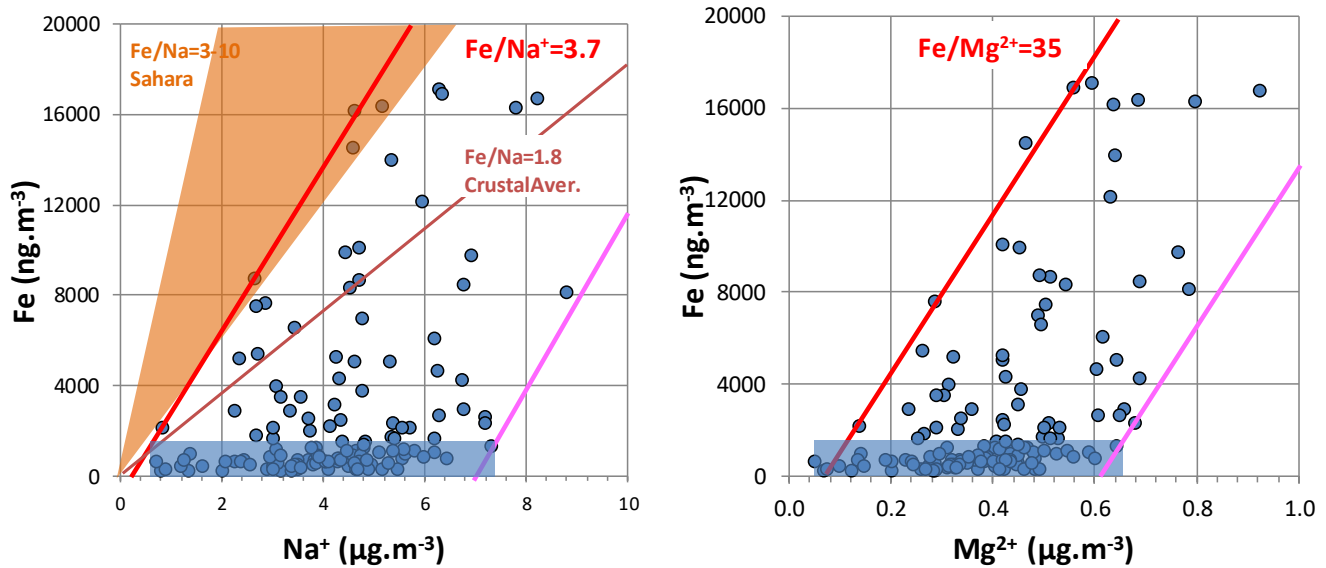 20000
16000
12000
8000
4000
0
Fe (ng.m-3)
Fe/Na=3-10
Sahara
Fe/Na+=3.7
Fe/Na=1.8
CrustalAver.
0 2 4 6 8 10
Na+ (µg.m-3)
20000
16000
12000
8000
4000
0
Fe (ng.m-3)
Fe/Mg2+=35
0.0 0.2 0.4 0.6 0.8 1.0
Mg2+ (µg.m-3)